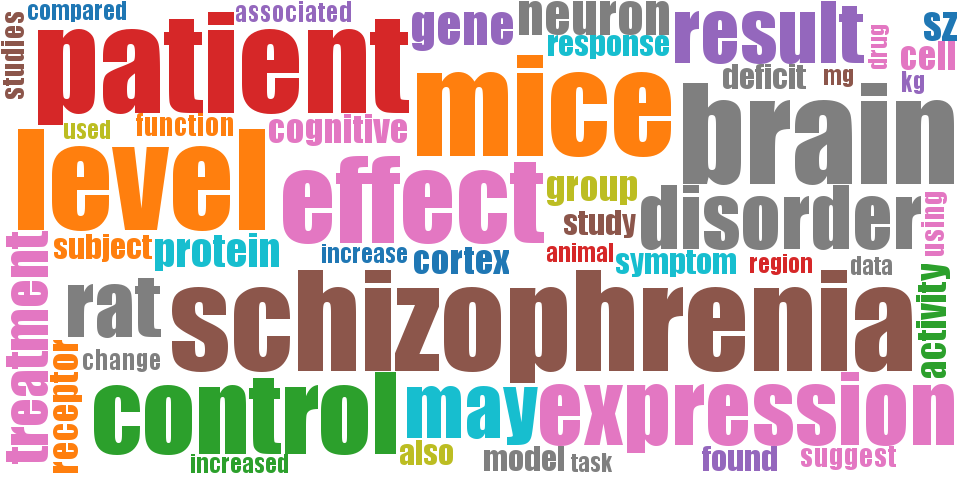 compared
associated
studies
patient
gene
neuron
response
result
drug
sz
cell
deficit
mg
kg
mice
brain
used
function
cognitive
level
effect
group
study
disorder
using
subject
protein
increase
cortex
animal
symptom
region
data
treatment
rat
schizophrenia
activity
change
receptor
control
may
expression
increased
also
model
task
found
suggest